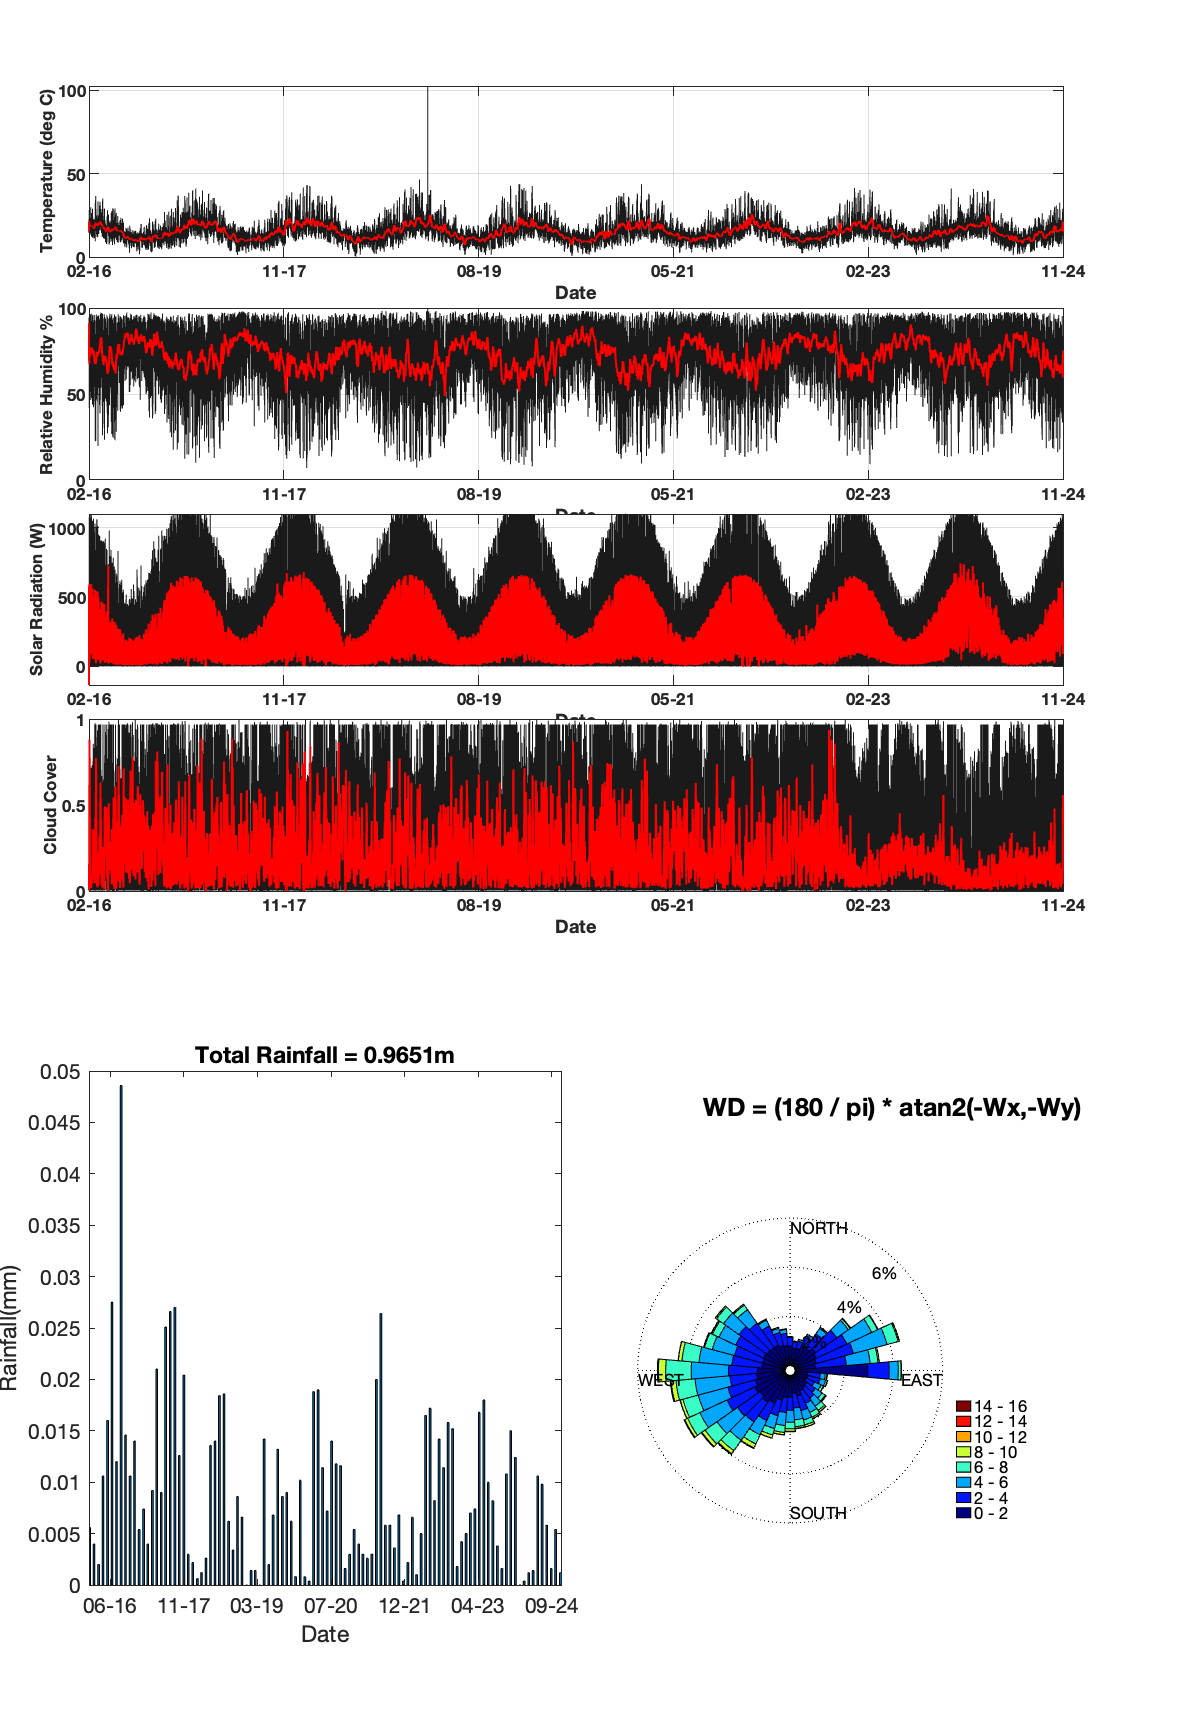 100
50
0
Temperature (deg C)
02-16 11-17 08-19 05-21 02-23 11-24
Date
100
50
0
Relative Humidity %
02-16 11-17 08-19 05-21 02-23 11-24
1000
500
0
Solar Radiation (W)
02-16 11-17 08-19 05-21 02-23 11-24
1
0.5
0
Cloud Cover
02-16 11-17 08-19 05-21 02-23 11-24
Date
Total Rainfall = 0.9651m
0.05
0.045
0.04
0.035
0.03
0.025
0.02
0.015
0.01
0.005
0
Rainfall(mm)
06-16 11-17 03-19 07-20 12-21 04-23 09-24
Date
WD = (180 / pi) * atan2(-Wx,-Wy)
NORTH
6%
4%
WEST
EAST
SOUTH
14 - 16
12 - 14
10 - 12
8 - 10
6 - 8
4 - 6
2 - 4
0 - 2